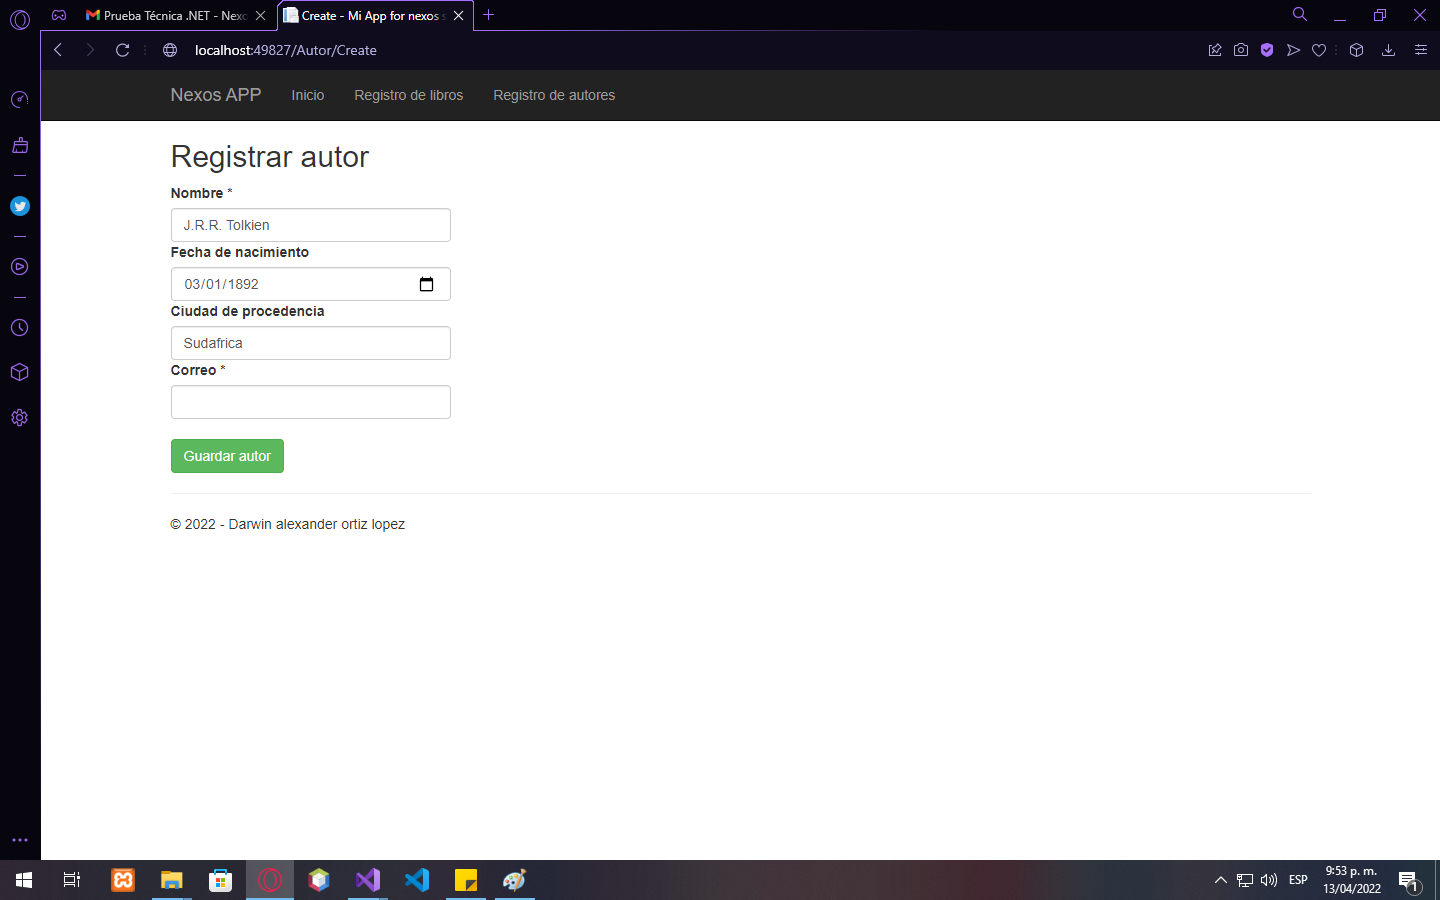 Prueba Técnica .NET - Nexo
Create - Mi App for nexos s
localhost:49827/Autor/Create
Nexos APP Inicio Registro de libros Registro de autores
Registrar autor
Nombre *
J.R.R. Tolkien
Fecha de nacimiento
03/01/1892
Ciudad de procedencia
Sudafrica
Correo *
Guardar autor
© 2022 - Darwin alexander ortiz lopez
ESP
9:53 p. m.
13/04/2022
1